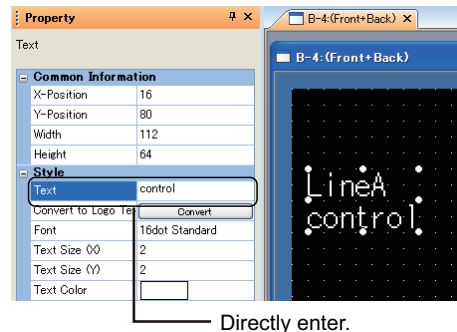 Property
B-4:(Front+Back)
Text
B-4:(Front+Back)
Common Information
X-Position 16
Y-Position 80
Width 112
Height 64
Style
Text control
Convert to Logo Tex Convert
Font 16dot Standard
Text Size (X) 2
Text Size (Y) 2
Text Color
LineA
control
Directly enter.